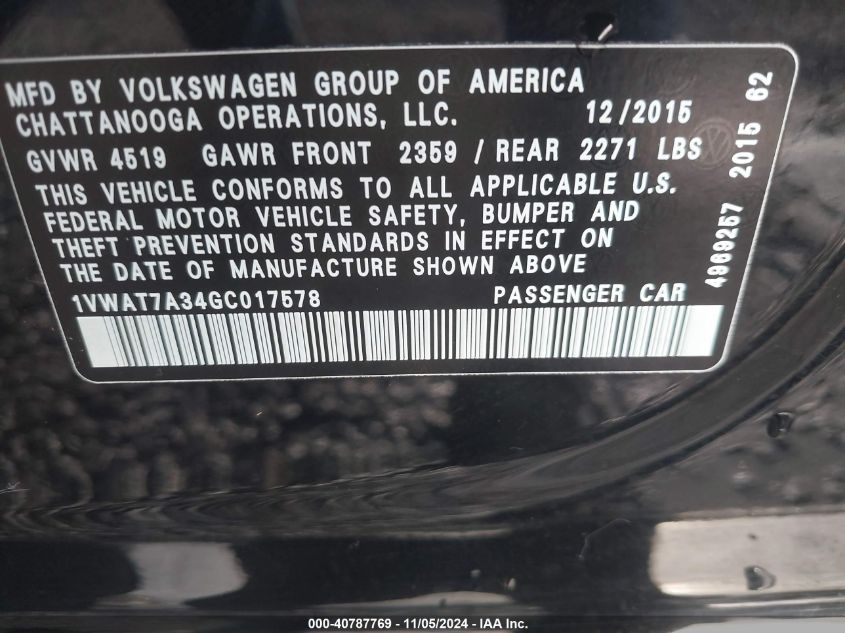 MFD BY VOLKSWAGEN GROUP OF AMERICA
CHATTANOOGA OPERATIONS, LLC. 12/2015
GVWR 4519 GAWR FRONT 2359 / REAR 2271 LBS
THIS VEHICLE CONFORMS TO ALL APPLICABLE U.S.
FEDERAL MOTOR VEHICLE SAFETY, BUMPER AND
THEFT PREVENTION STANDARDS IN EFFECT ON
THE DATE OF MANUFACTURE SHOWN ABOVE
1VWAT7A34GC017578 PASSENGER CAR
4969257 2015 62
000-40787769 - 11/05/2024 - IAA Inc.